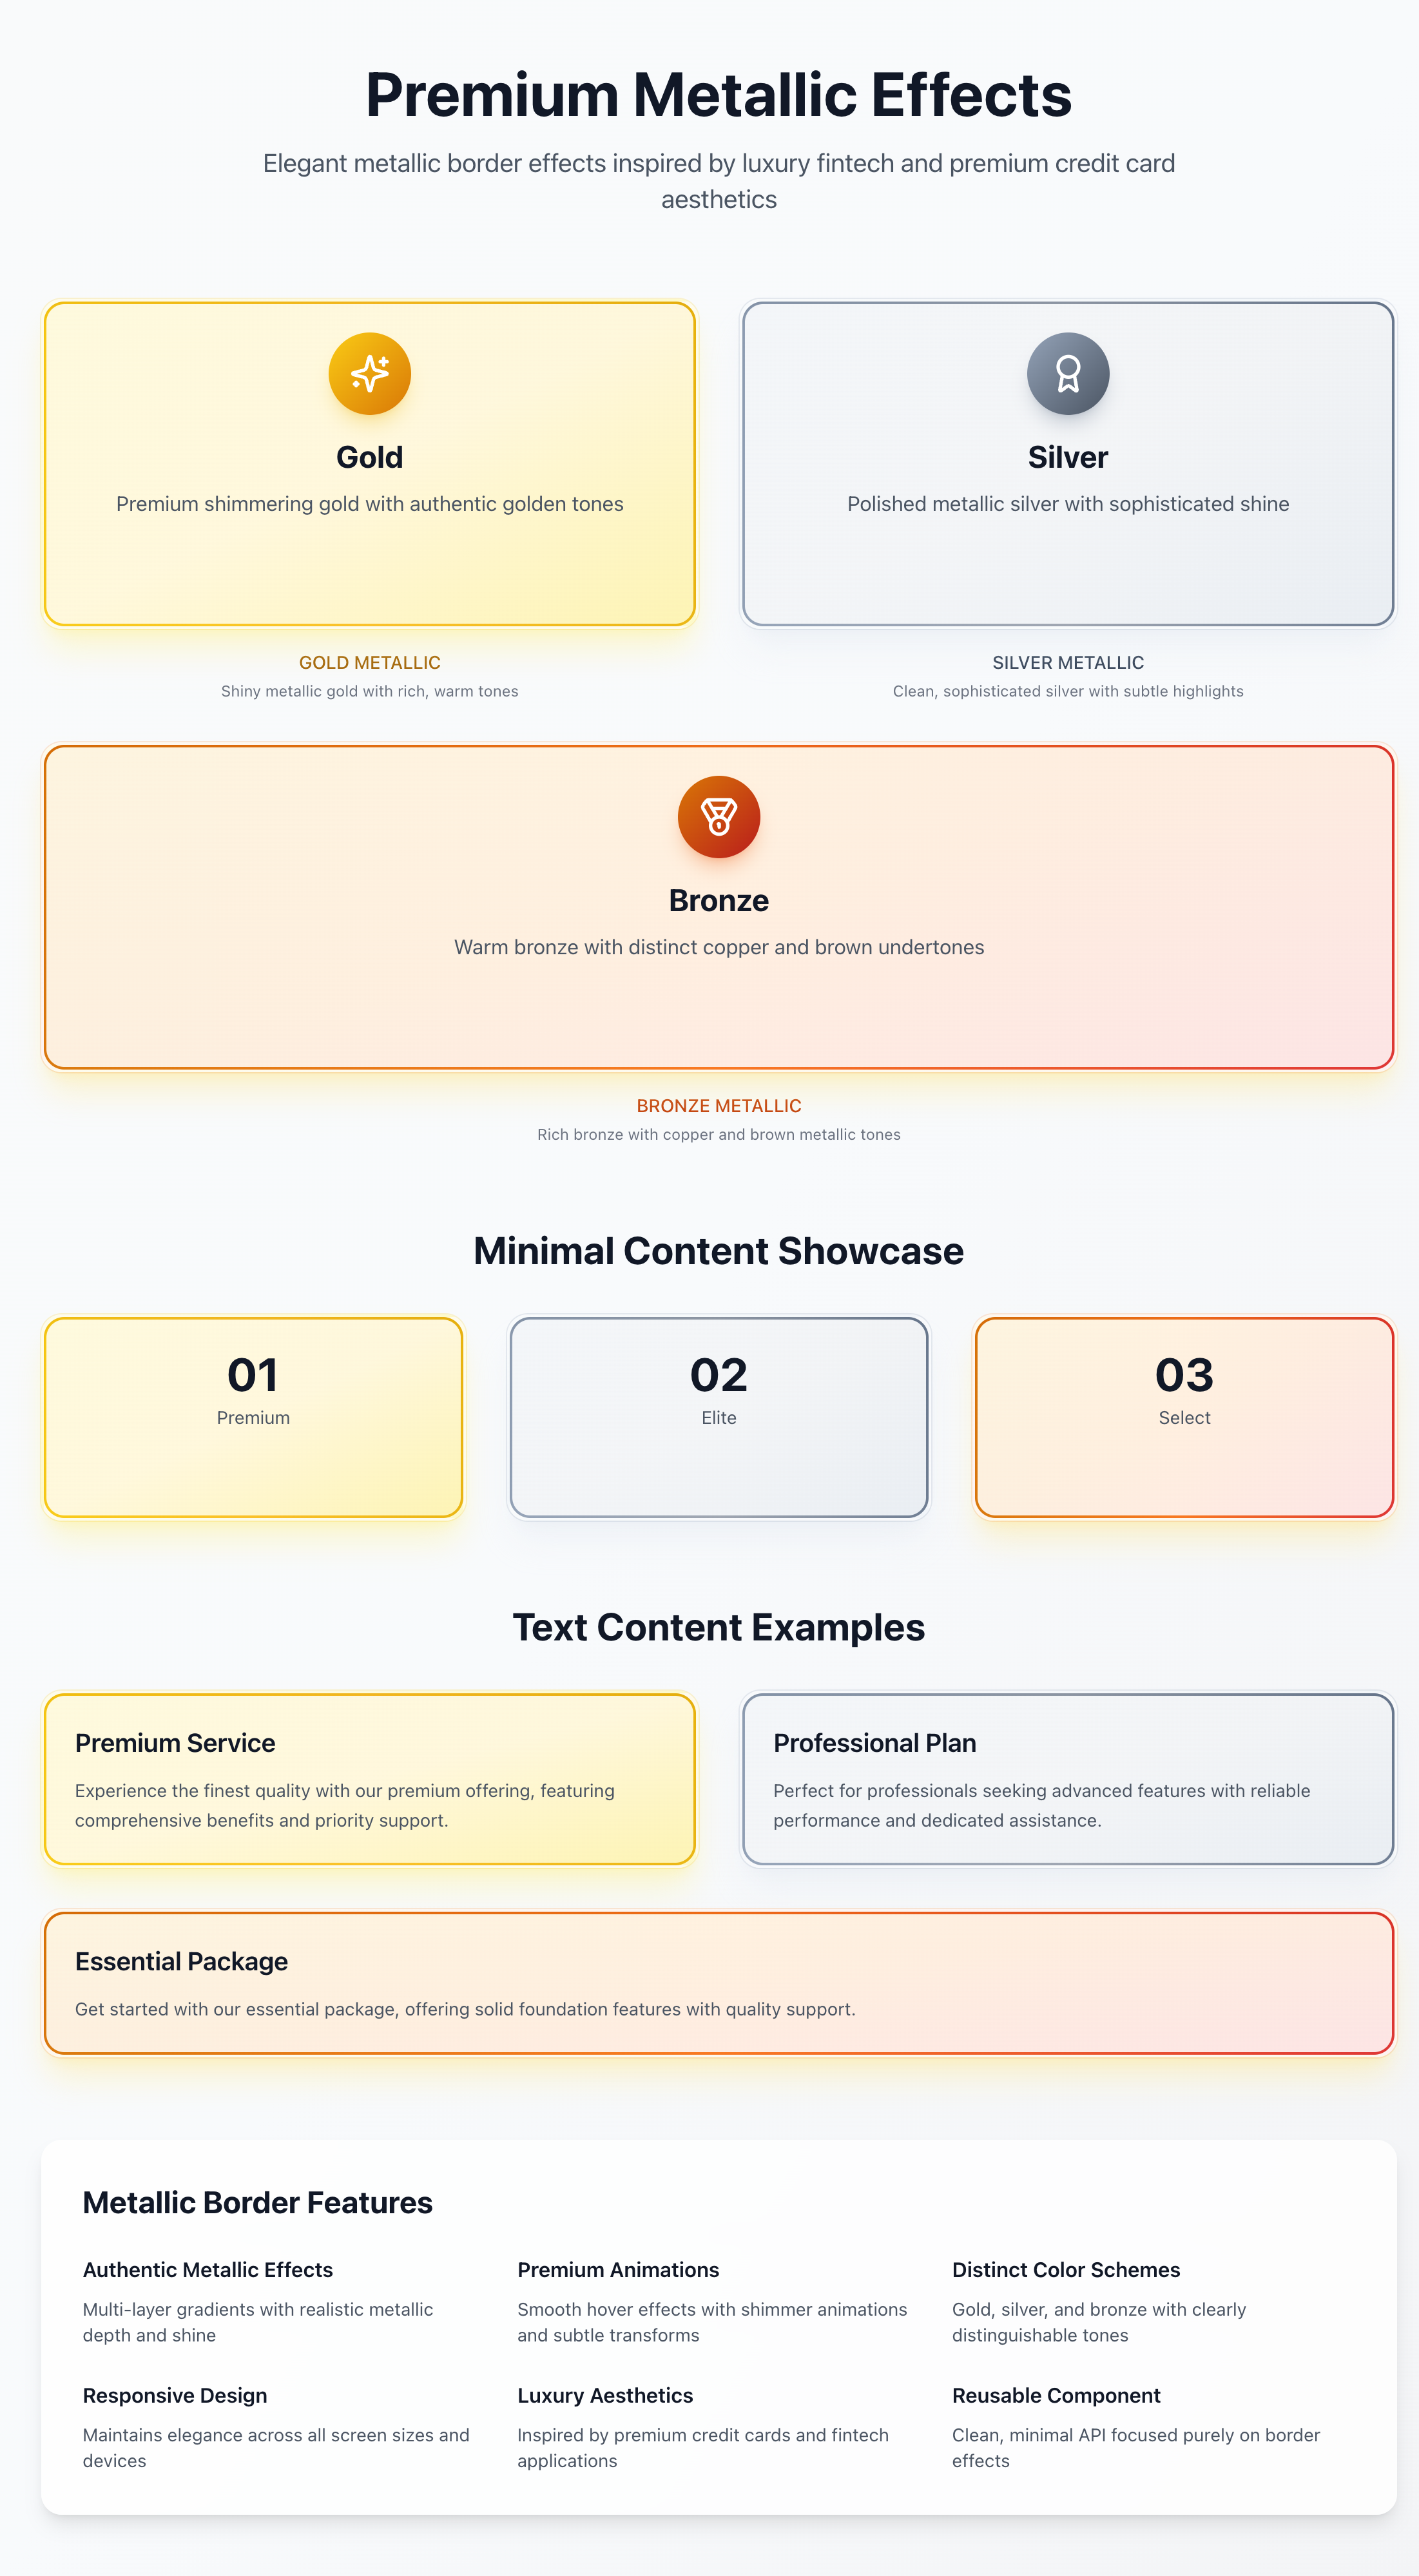 Premium Metallic Effects
Elegant metallic border effects inspired by luxury fintech and premium credit card
aesthetics
Gold
Premium shimmering gold with authentic golden tones
GOLD METALLIC
Shiny metallic gold with rich, warm tones
Silver
Polished metallic silver with sophisticated shine
SILVER METALLIC
Clean, sophisticated silver with subtle highlights
Bronze
Warm bronze with distinct copper and brown undertones
BRONZE METALLIC
Rich bronze with copper and brown metallic tones
Minimal Content Showcase
01
Premium
02
Elite
03
Select
Text Content Examples
Premium Service
Experience the finest quality with our premium offering, featuring
comprehensive benefits and priority support.
Professional Plan
Perfect for professionals seeking advanced features with reliable
performance and dedicated assistance.
Essential Package
Get started with our essential package, offering solid foundation features with quality support.
Metallic Border Features
Authentic Metallic Effects
Multi-layer gradients with realistic metallic
depth and shine
Premium Animations
Smooth hover effects with shimmer animations
and subtle transforms
Distinct Color Schemes
Gold, silver, and bronze with clearly
distinguishable tones
Responsive Design
Maintains elegance across all screen sizes and
devices
Luxury Aesthetics
Inspired by premium credit cards and fintech
applications
Reusable Component
Clean, minimal API focused purely on border
effects